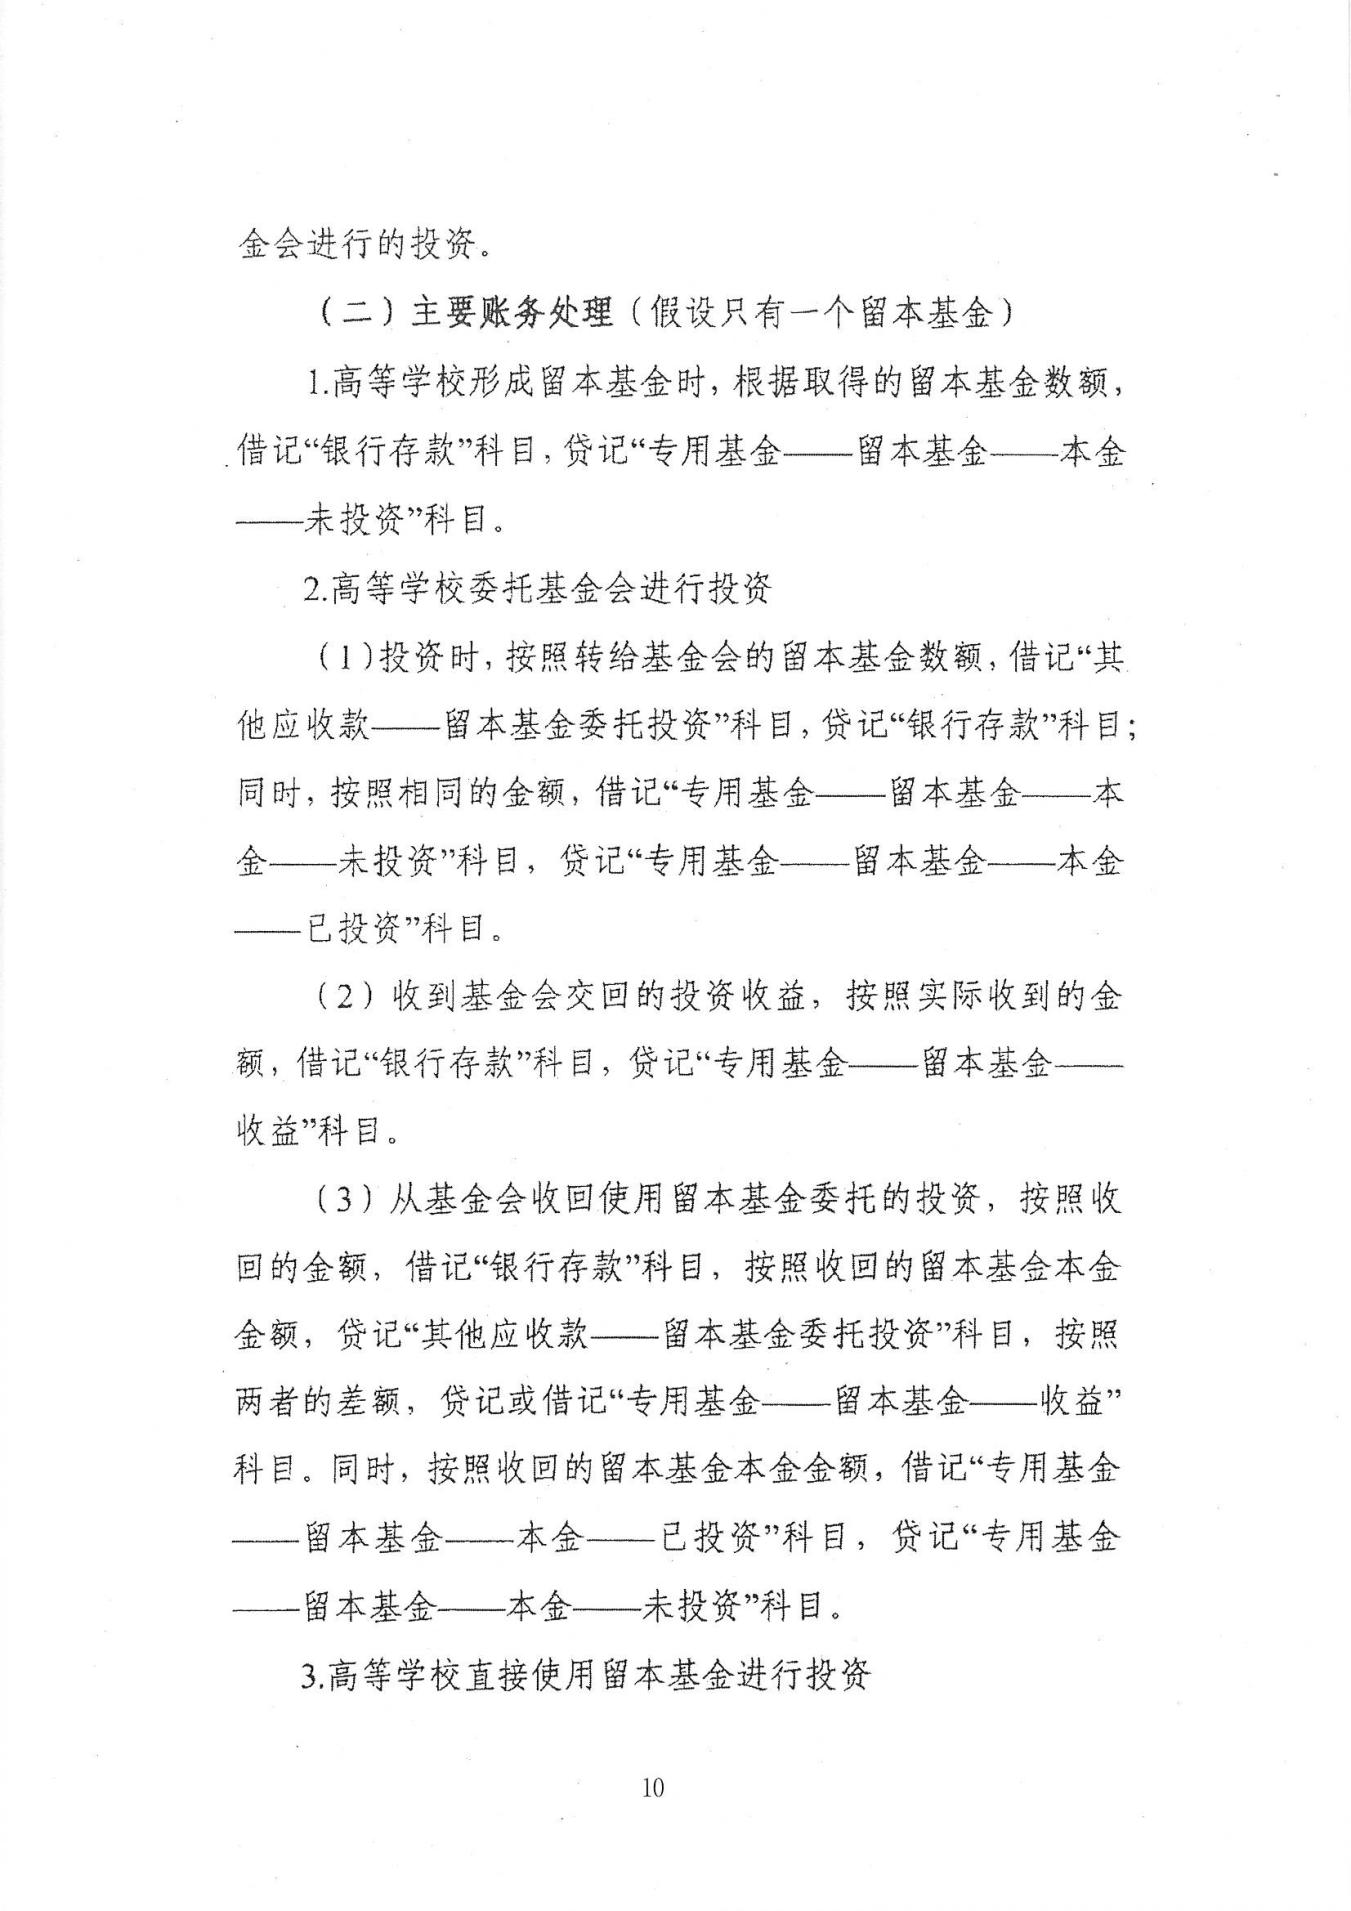 金会进行的投资。
（二）主要账务处理（假设只有一个留本基金）
1.高等学校形成留本基金时，根据取得的留本基金数额，
借记“银行存款”科目，贷记“专用基金——留本基金——本金
——未投资”科目。
2.高等学校委托基金会进行投资
（1）投资时，按照转给基金会的留本基金数额，借记“其
他应收款——留本基金委托投资”科目，贷记“银行存款”科目；
同时，按照相同的金额，借记“专用基金——留本基金——本
金——未投资”科目，贷记“专用基金——留本基金——本金
——已投资”科目。
（2）收到基金会交回的投资收益，按照实际收到的金
额，借记“银行存款”科目，贷记“专用基金——留本基金——
收益”科目。
（3）从基金会收回使用留本基金委托的投资，按照收
回的金额，借记“银行存款”科目，按照收回的留本基金本金
金额，贷记“其他应收款——留本基金委托投资”科目，按照
两者的差额，贷记或借记“专用基金——留本基金——收益”
科目。同时，按照收回的留本基金本金金额，借记“专用基金
——留本基金——本金——已投资”科目，贷记“专用基金
——留本基金——本金——未投资”科目。
3.高等学校直接使用留本基金进行投资
10